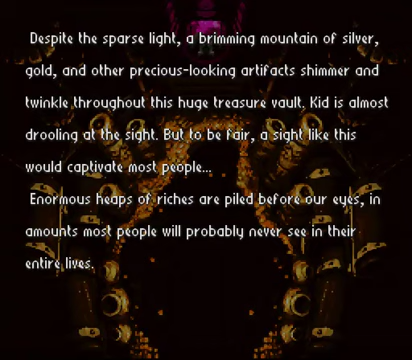 Despite the sparse light, a brimming mountain of silver,
gold, and other precious-looking artifacts shimmer and
twinkle throughout this huge treasure vault. Kid is almost
drooling at the sight. But to be fair, a sight like this
would captivate most people...
Enormous heaps of riches are piled before our eyes, in
amounts most people will probably never see in their
entire lives.